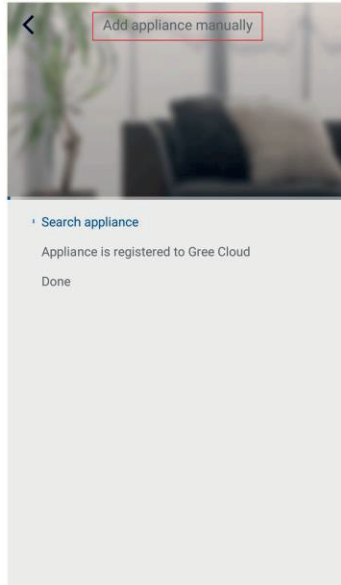 Add appliance manually
Search appliance
Appliance is registered to Gree Cloud
Done